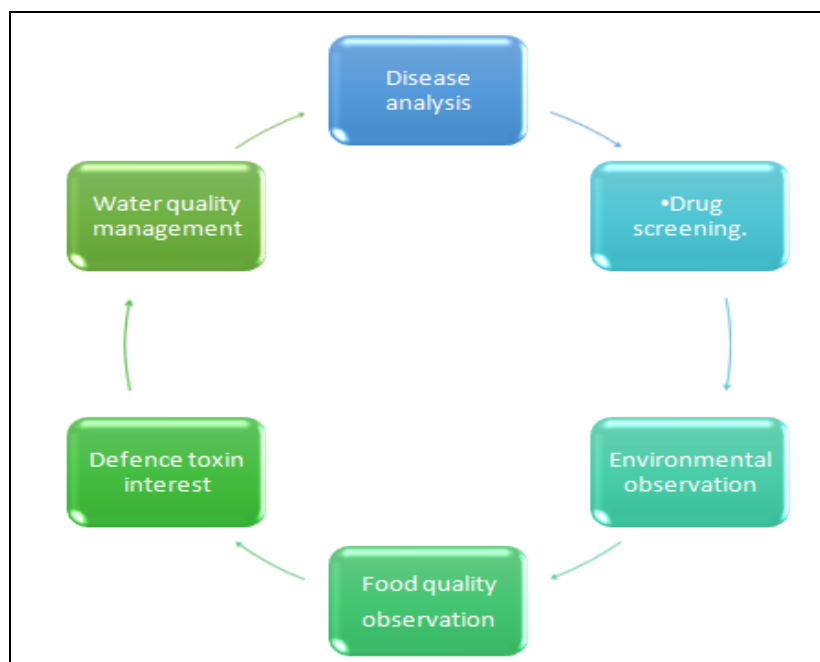 Disease
analysis
•Drug
screening.
Environmental
observation
Food quality
observation
Defence toxin
interest
Water quality
management